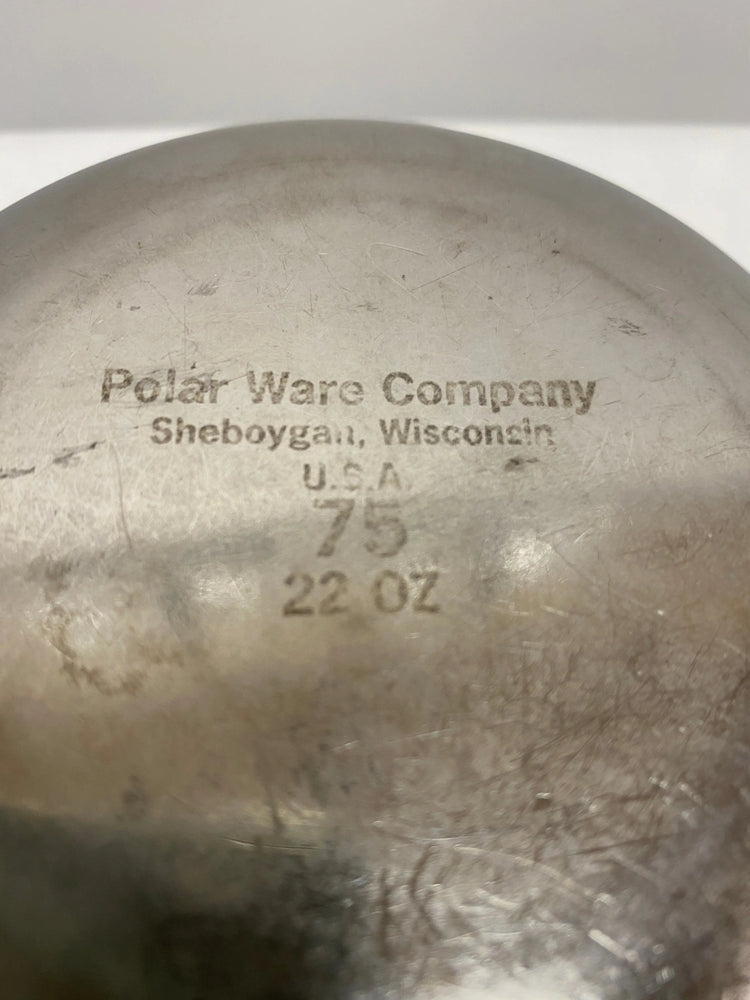 Polar Ware Company
Sheboygan, Wisconsin
U.S.A.
75
22 OZ